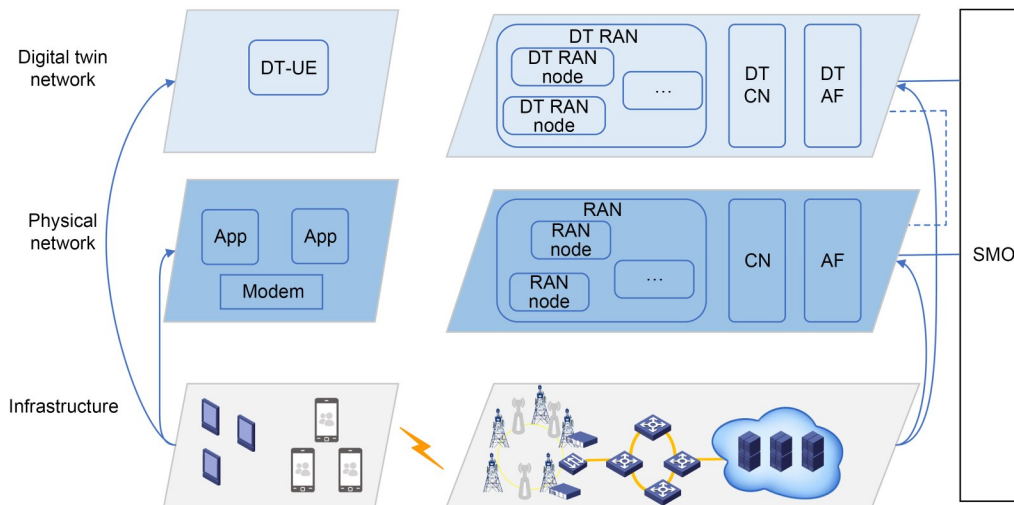 Digital twin
network
DT-UE
DT RAN
DT RAN
node
DT RAN
node
...
DT
CN
DT
AF
Physical
network
App
App
Modem
RAN
RAN
node
RAN
node
...
CN
AF
SMO
Infrastructure